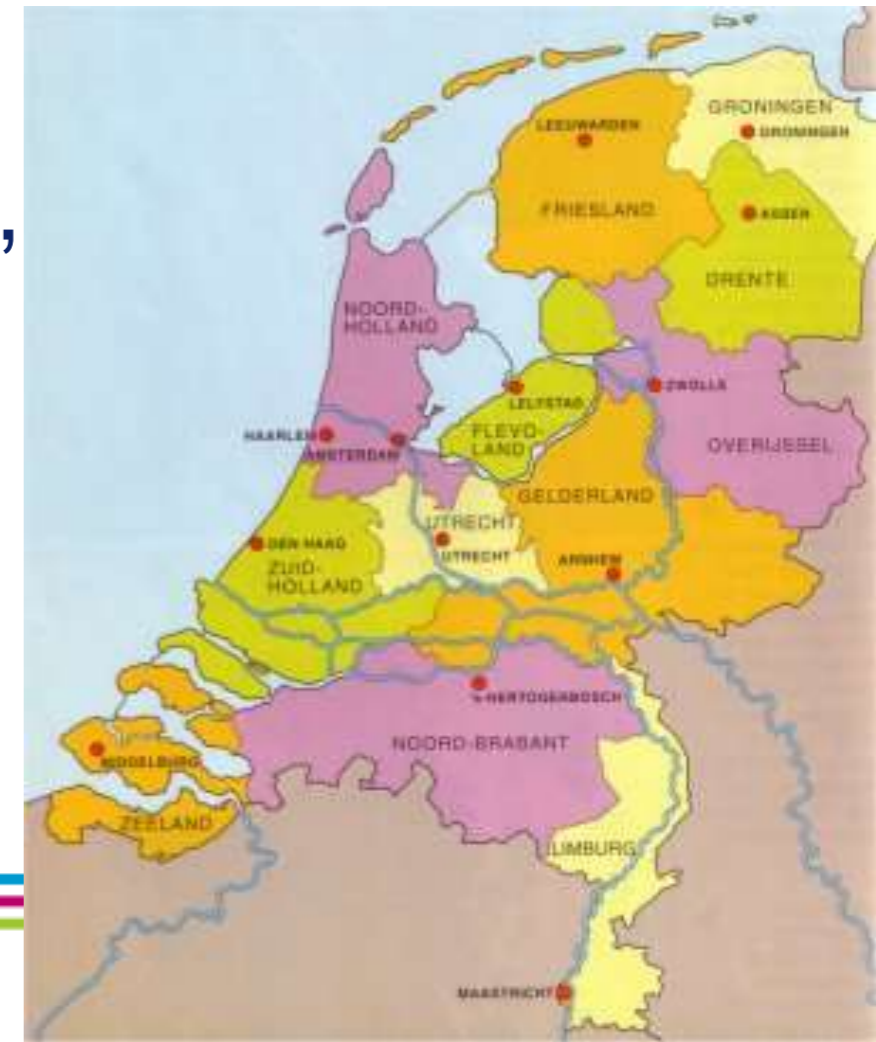 ,
GRONINGEN
GRONINGEN
LEEUWARDEN
FRIESLAND
ASSEN
DRENTE
NOORD-
HOLLAND
ZWOLLE
LELYSTAD
FLEVO-
LAND
HAARLEM
AMSTERDAM
OVERIJSSEL
GELDERLAND
UTRECHT
UTRECHT
DEN HAAG
ZUID-
HOLLAND
ARNHEM
'S-HERTOGENBOSCH
NOORD-BRABANT
MIDDELBURG
ZEELAND
LIMBURG
MAASTRICHT